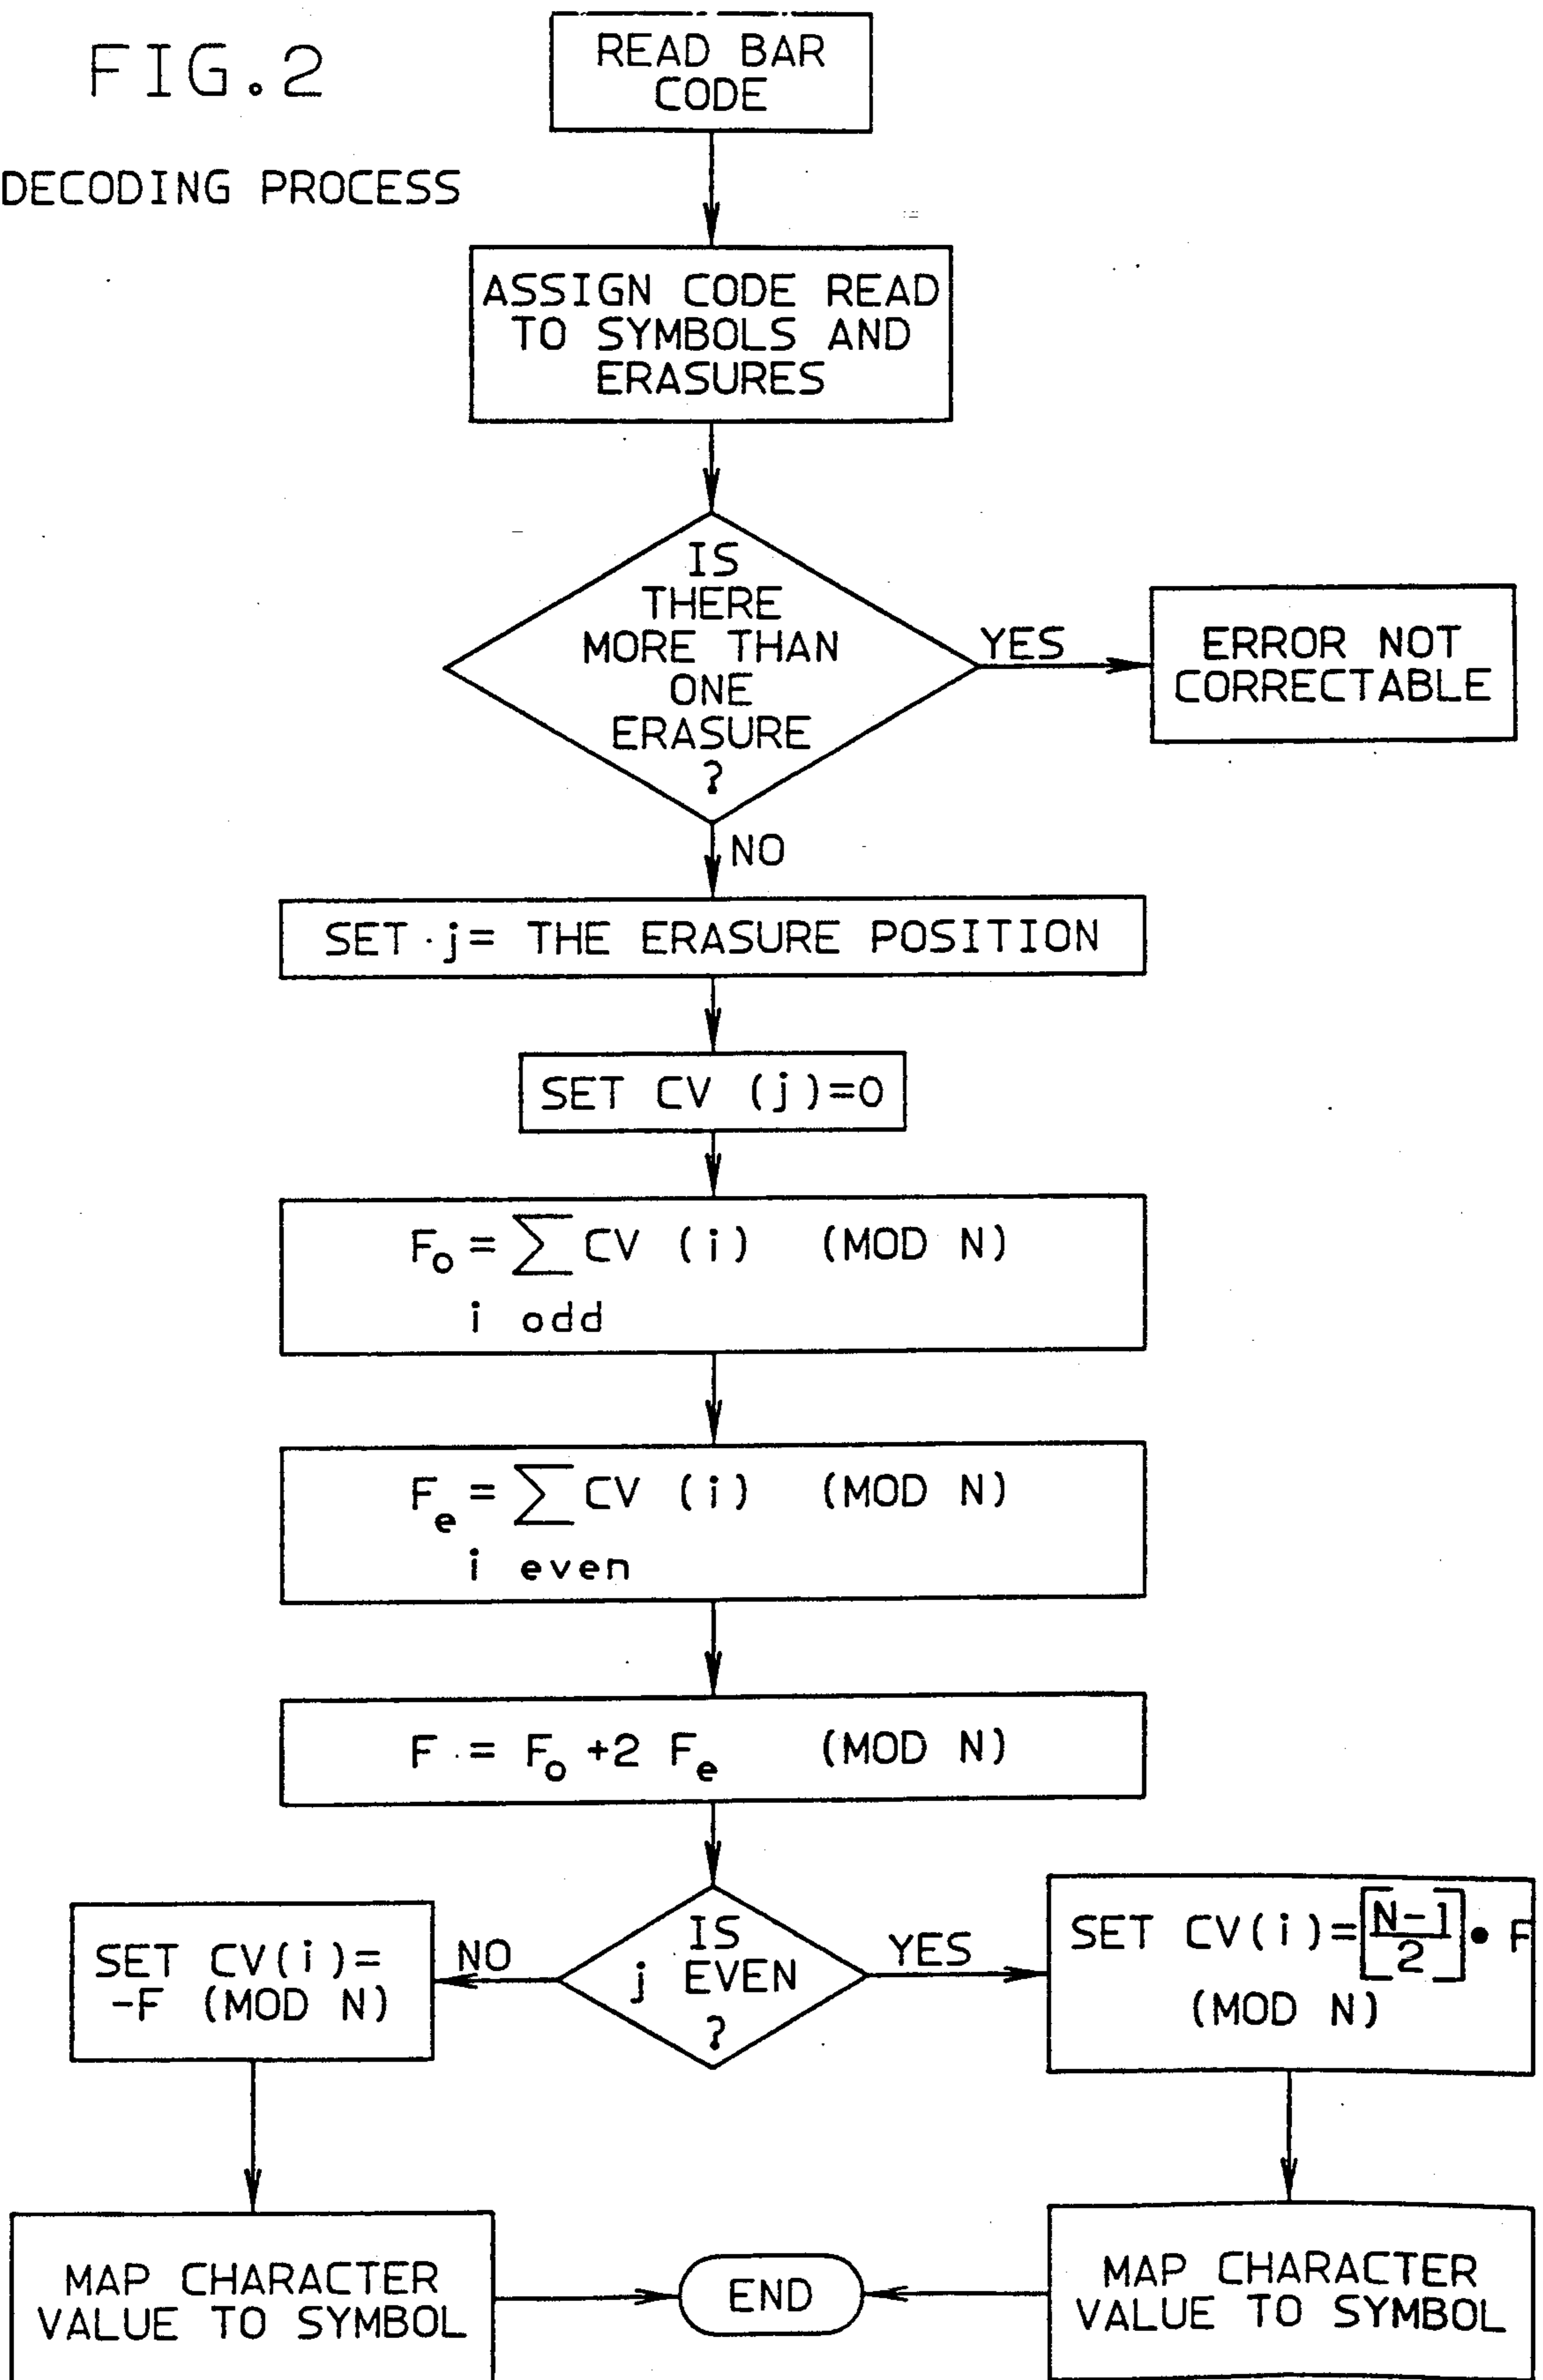 FIG.2
DECODING PROCESS
READ BAR
CODE
ASSIGN CODE READ
TO SYMBOLS AND
ERASURES
IS
THERE
MORE THAN
ONE
ERASURE
?
YES
ERROR NOT
CORRECTABLE
NO
SET j= THE ERASURE POSITION
SET CV (j)=0
Fo = ∑ CV (i) (MOD N)
i odd
Fe = ∑ CV (i) (MOD N)
i even
F = Fo +2 Fe (MOD N)
IS
j EVEN
?
NO
SET CV(i)=
-F (MOD N)
YES
SET CV(i)=[N-1/2]• F
(MOD N)
MAP CHARACTER
VALUE TO SYMBOL
END
MAP CHARACTER
VALUE TO SYMBOL